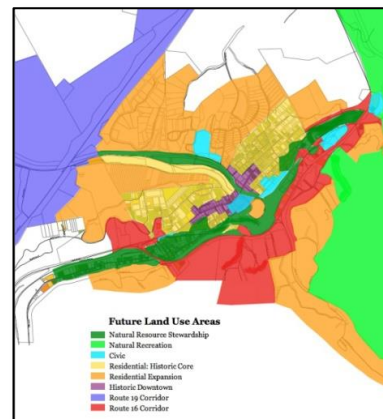 Future Land Use Areas
Natural Resource Stewardship
Natural Recreation
Civic
Residential: Historic Core
Residential Expansion
Historic Downtown
Route 19 Corridor
Route 16 Corridor